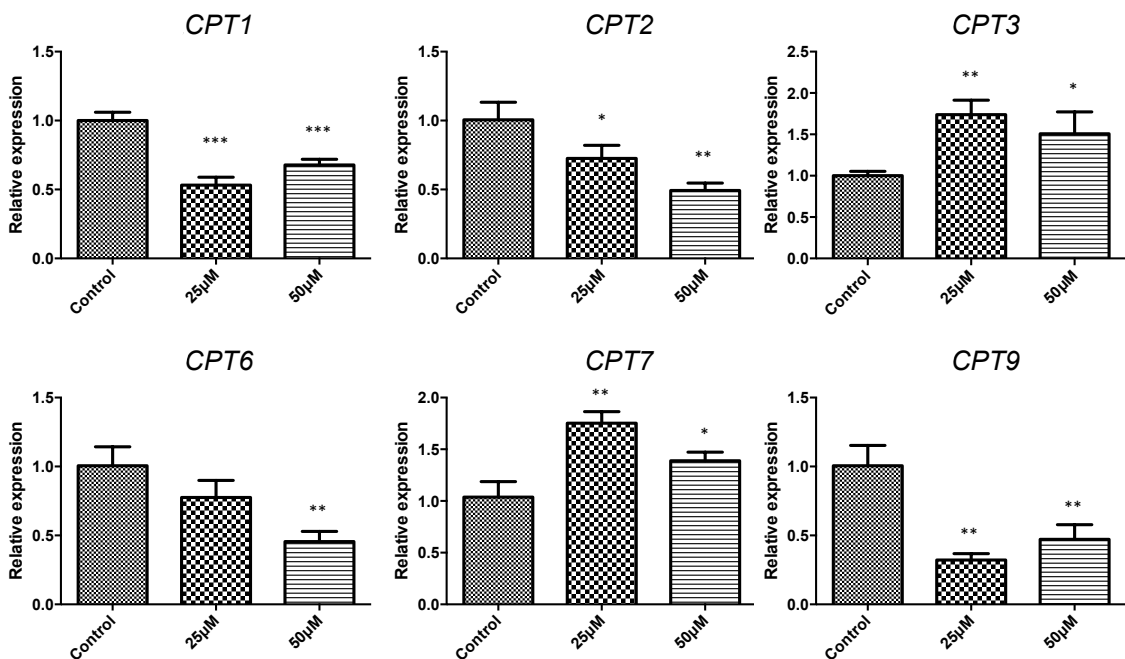 CPT1
CPT2
CPT3
Relative expression
1.5
1.0
0.5
0.0
***
***
Control
25µM
50µM
Relative expression
1.5
1.0
0.5
0.0
*
**
Control
25µM
50µM
Relative expression
2.5
2.0
1.5
1.0
0.5
0.0
**
*
Control
25µM
50µM
CPT6
CPT7
CPT9
Relative expression
1.5
1.0
0.5
0.0
**
Control
25µM
50µM
Relative expression
2.0
1.5
1.0
0.5
0.0
**
*
Control
25µM
50µM
Relative expression
1.5
1.0
0.5
0.0
**
**
Control
25µM
50µM